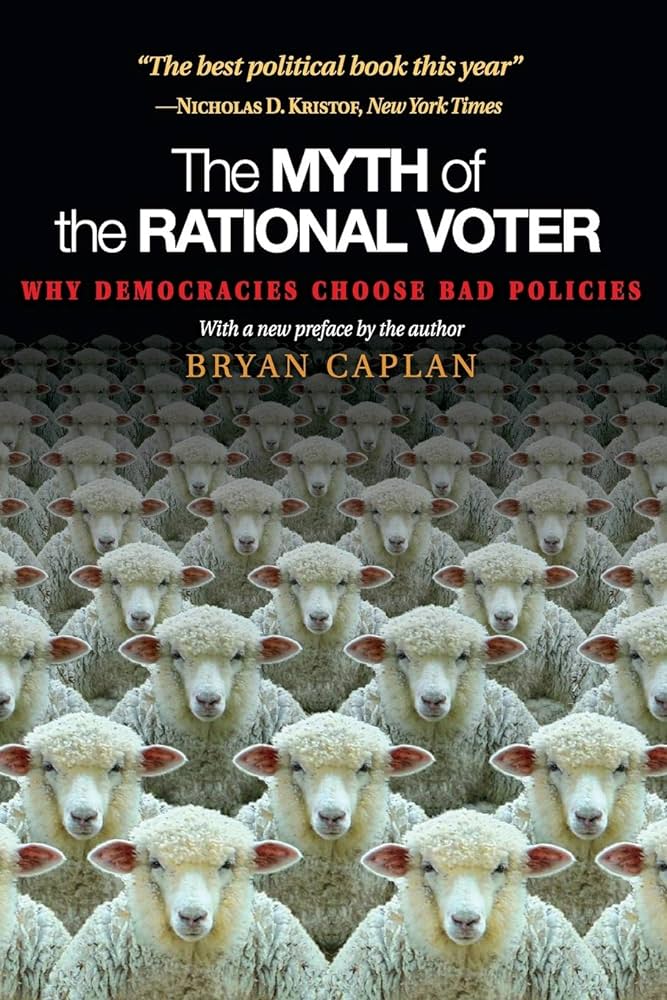 “The best political book this year”
—NICHOLAS D. KRISTOF, New York Times
The MYTH of
the RATIONAL VOTER
WHY DEMOCRACIES CHOOSE BAD POLICIES
With a new preface by the author
BRYAN CAPLAN